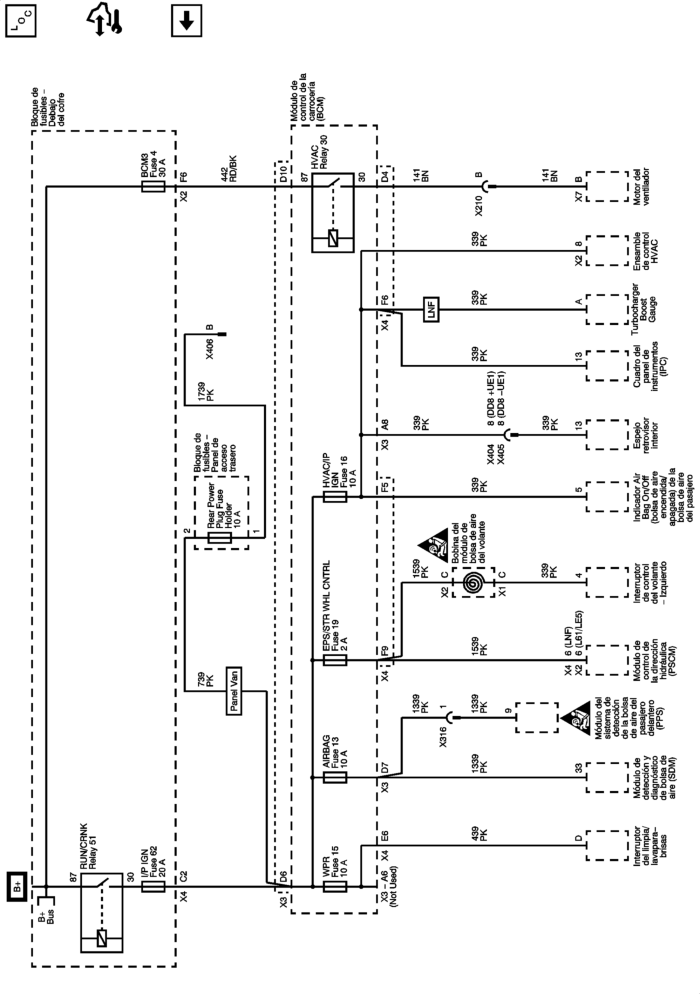 LOC
B+
B+
Bus
87
RUN/CRNK
Relay 51
30
IP IGN
Fuse 62
20 A
C2
X4
Bloque de
fusibles –
Debajo
del cofre
BCM3
Fuse 4
30 A
F6
X2
442
RD/BK
739
PK
Panel Van
Bloque de
fusibles –
Panel de
acceso
trasero
2
Rear Power
Plug Fuse
Holder
10 A
1
1739
PK
X406
B
X3
D6
D10
Módulo de
control de la
carrocería
(BCM)
WPR
Fuse 15
10 A
AIRBAG
Fuse 13
10 A
EPS/STR WHL CNTRL
Fuse 19
2 A
HVAC/IP
IGN
Fuse 16
10 A
87
HVAC
Relay 30
30
X3 – A6
(Not Used)
X4
E6
X3
D7
X4
F9
F5
X3
A8
X4
F6
D4
439
PK
1339
PK
1339
PK
X316
1
1339
PK
1539
PK
1539
PK
X2
C
Bobina del
módulo de
bolsa de aire
del volante
X1
C
339
PK
339
PK
339
PK
X404
X405
8 (DD8 +UE1)
8 (DD8 –UE1)
339
PK
339
PK
LNF
339
PK
339
PK
141
BN
X210
B
141
BN
D
Interruptor
del limpia/
lavapara–
brisas
33
Módulo de
detección y
diagnóstico
de bolsa de
aire (SDM)
9
Módulo del
sistema de
detección
de la bolsa
de aire del
pasajero
delantero
(PPS)
X4
X2
6 (LNF)
6 (L61/LE5)
Módulo de
control de
la dirección
hidráulica
(PSCM)
4
Interruptor
de control
del volante
– Izquierdo
5
Indicador Air
Bag On/Off
(bolsa de aire
encendida/
apagada) de la
bolsa de aire
del pasajero
13
Espejo
retrovisor
interior
13
Cuadro del
panel de
instrumentos
(IPC)
A
Turbocharger
Boost
Gauge
X2
8
Ensamble
de control
HVAC
X7
B
Motor del
ventilador